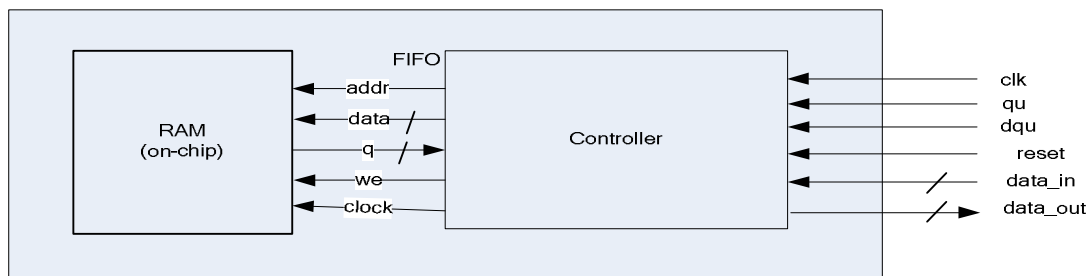 FIFO
RAM
(on-chip)
addr
data
q
we
clock
Controller
clk
qu
dqu
reset
data_in
data_out